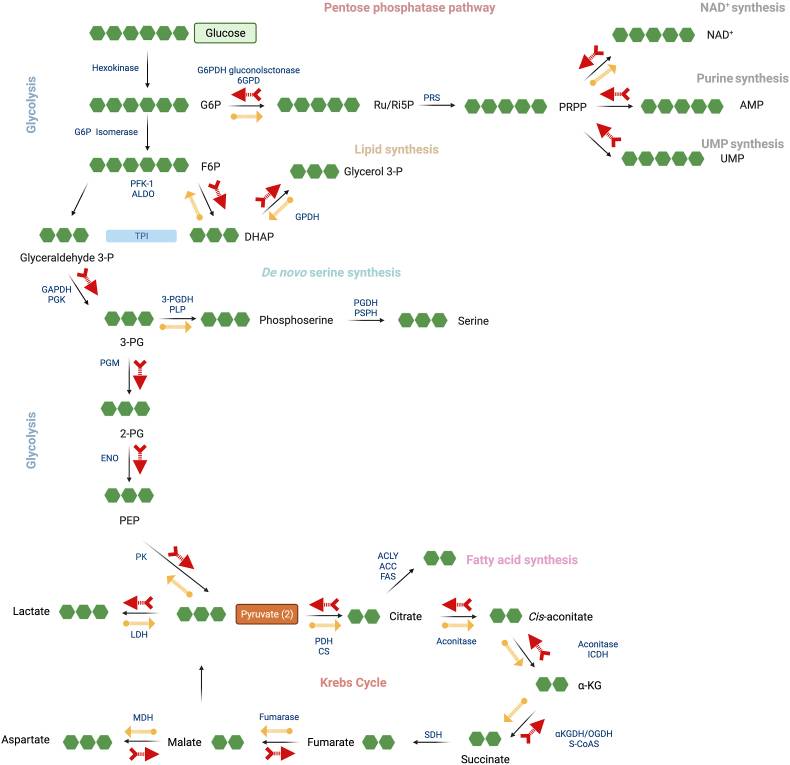 Pentose phosphatase pathway
NAD⁺ synthesis
Glucose
NAD⁺
Hexokinase
G6PDH gluconolsctonase
6GPD
Purine synthesis
Glycolysis
G6P
Ru/Ri5P
PRS
PRPP
AMP
G6P Isomerase
UMP synthesis
UMP
Lipid synthesis
F6P
Glycerol 3-P
PFK-1
ALDO
GPDH
TPI
DHAP
Glyceraldehyde 3-P
De novo serine synthesis
GAPDH
PGK
3-PGDH
PLP
PGDH
PSPH
Phosphoserine
Serine
3-PG
PGM
2-PG
Glycolysis
ENO
PEP
PK
ACLY
ACC
FAS
Fatty acid synthesis
Lactate
Pyruvate (2)
Citrate
Cis-aconitate
LDH
PDH
CS
Aconitase
Aconitase
ICDH
Krebs Cycle
α-KG
MDH
Fumarase
Aspartate
Malate
Fumarate
SDH
αKGDH/OGDH
S-CoAS
Succinate